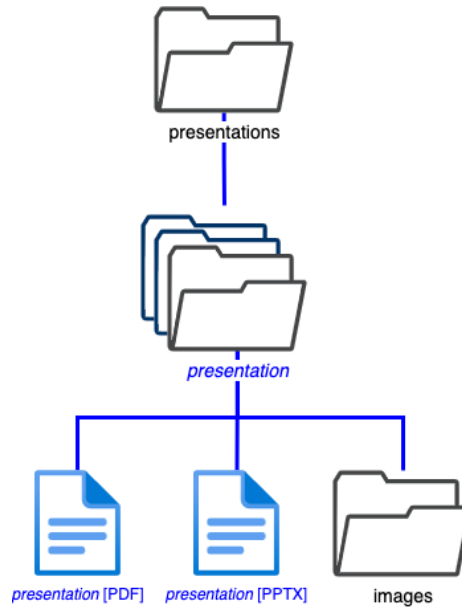 presentations
presentation
presentation [PDF]
presentation [PPTX]
images